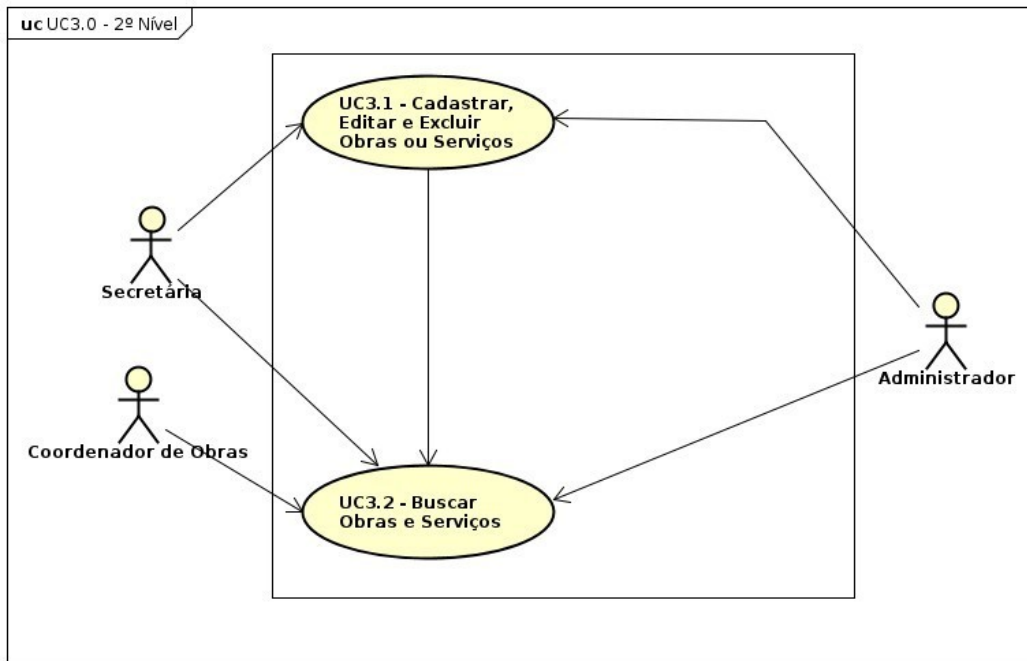 uc UC3.0 - 2º Nível
UC3.1 - Cadastrar,
Editar e Excluir
Obras ou Serviços
Secretária
Administrador
Coordenador de Obras
UC3.2 - Buscar
Obras e Serviços